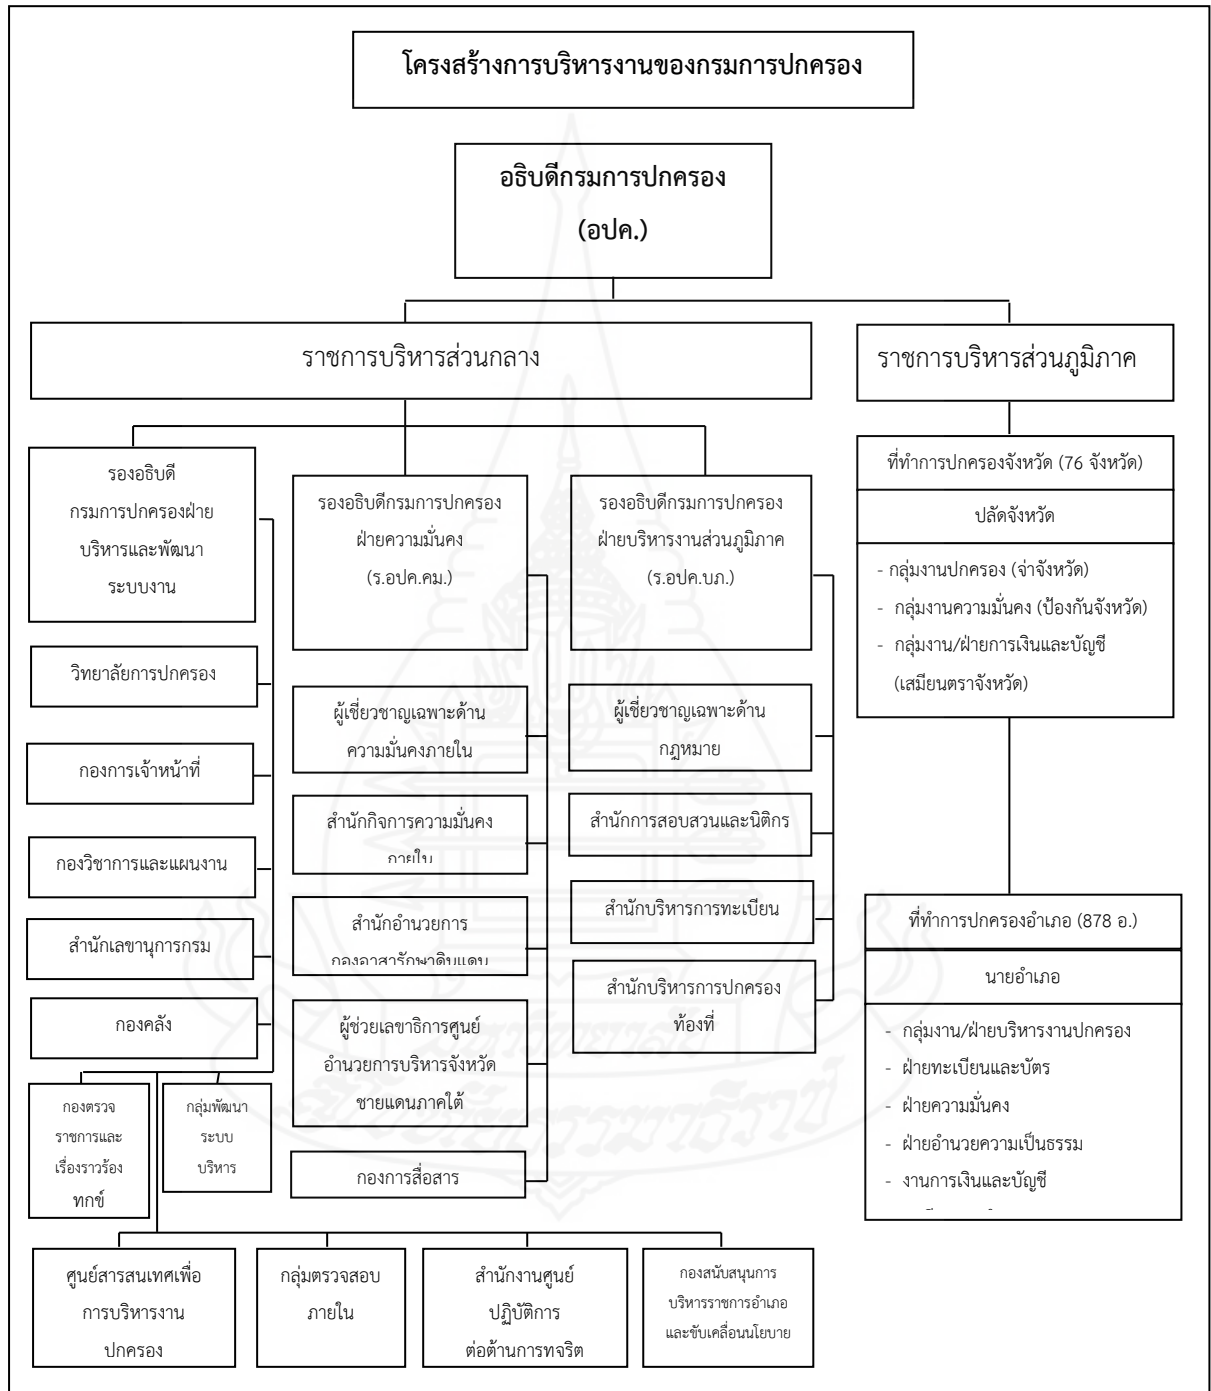 โครงสร้างการบริหารงานของกรมการปกครอง
อธิบดีกรมการปกครอง
(อปค.)
ราชการบริหารส่วนกลาง
ราชการบริหารส่วนภูมิภาค
รองอธิบดี
กรมการปกครองฝ่าย
บริหารและพัฒนา
ระบบงาน
วิทยาลัยการปกครอง
กองการเจ้าหน้าที่
กองวิชาการและแผนงาน
สำนักเลขานุการกรม
กองคลัง
กองตรวจ
ราชการและ
เรื่องราวร้อง
ทุกข์
กลุ่มพัฒนา
ระบบ
บริหาร
รองอธิบดีกรมการปกครอง
ฝ่ายความมั่นคง
(ร.อปค.คม.)
ผู้เชี่ยวชาญเฉพาะด้าน
ความมั่นคงภายใน
สำนักกิจการความมั่นคง
ภายใน
สำนักอำนวยการ
กองอาสารักษาดินแดน
ผู้ช่วยเลขาธิการศูนย์
อำนวยการบริหารจังหวัด
ชายแดนภาคใต้
กองการสื่อสาร
รองอธิบดีกรมการปกครอง
ฝ่ายบริหารงานส่วนภูมิภาค
(ร.อปค.บภ.)
ผู้เชี่ยวชาญเฉพาะด้าน
กฎหมาย
สำนักการสอบสวนและนิติกร
สำนักบริหารการทะเบียน
สำนักบริหารการปกครอง
ท้องที่
ที่ทำการปกครองจังหวัด (76 จังหวัด)
ปลัดจังหวัด
- กลุ่มงานปกครอง (จ่าจังหวัด)
- กลุ่มงานความมั่นคง (ป้องกันจังหวัด)
- กลุ่มงาน/ฝ่ายการเงินและบัญชี
(เสมียนตราจังหวัด)
ที่ทำการปกครองอำเภอ (878 อ.)
นายอำเภอ
- กลุ่มงาน/ฝ่ายบริหารงานปกครอง
- ฝ่ายทะเบียนและบัตร
- ฝ่ายความมั่นคง
- ฝ่ายอำนวยความเป็นธรรม
- งานการเงินและบัญชี
ศูนย์สารสนเทศเพื่อ
การบริหารงาน
ปกครอง
กลุ่มตรวจสอบ
ภายใน
สำนักงานศูนย์
ปฏิบัติการ
ต่อต้านการทุจริต
กองสนับสนุนการ
บริหารราชการอำเภอ
และขับเคลื่อนนโยบาย